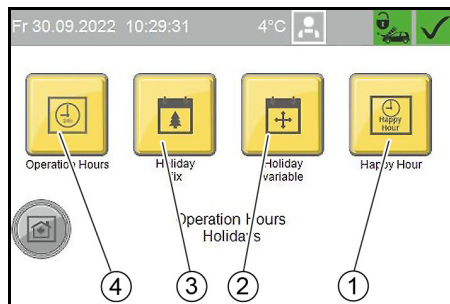 Fr 30.09.2022 10:29:31 4°C
24h
Happy
Hour
Operation Hours
Holiday
fix
Holiday
variable
Happy Hour
Operation Hours
Holidays
4
3
2
1